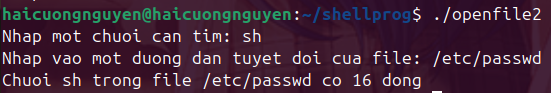 haicuongnguyen@haicuongnguyen:~/shellprog$ ./openfile2
Nhap mot chuoi can tim: sh
Nhap vao mot duong dan tuyet doi cua file: /etc/passwd
Chuoi sh trong file /etc/passwd co 16 dong